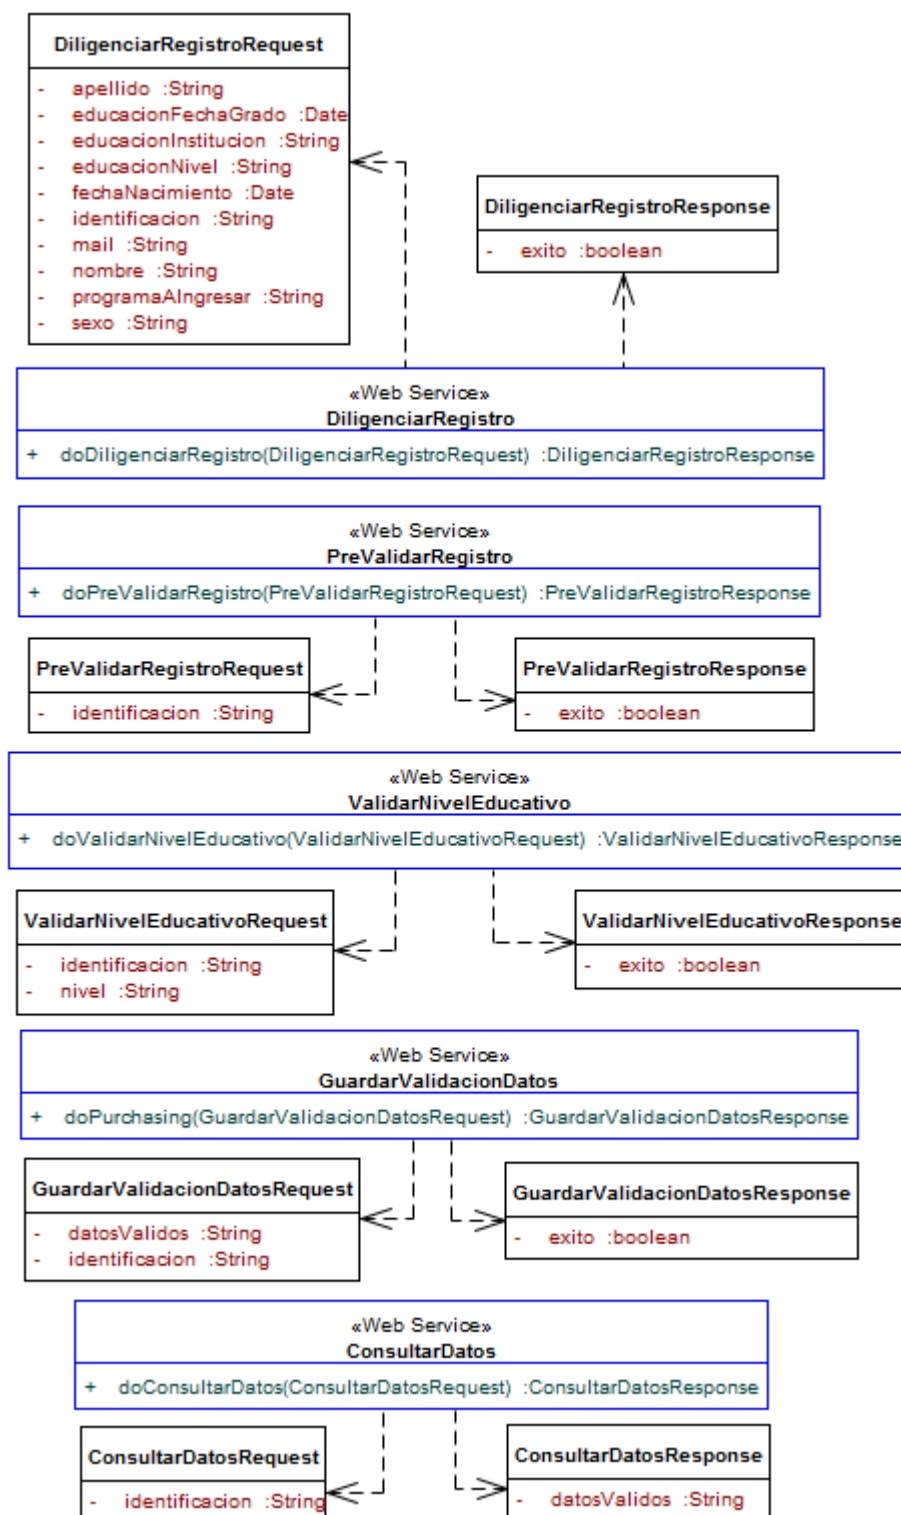 DiligenciarRegistroRequest
- apellido :String
- educacionFechaGrado :Date
- educacionInstitucion :String
- educacionNivel :String
- fechaNacimiento :Date
- identificacion :String
- mail :String
- nombre :String
- programaAIngresar :String
- sexo :String
DiligenciarRegistroResponse
- exito :boolean
«Web Service»
DiligenciarRegistro
+ doDiligenciarRegistro(DiligenciarRegistroRequest) :DiligenciarRegistroResponse
«Web Service»
PreValidarRegistro
+ doPreValidarRegistro(PreValidarRegistroRequest) :PreValidarRegistroResponse
PreValidarRegistroRequest
- identificacion :String
PreValidarRegistroResponse
- exito :boolean
«Web Service»
ValidarNivelEducativo
+ doValidarNivelEducativo(ValidarNivelEducativoRequest) :ValidarNivelEducativoResponse
ValidarNivelEducativoRequest
- identificacion :String
- nivel :String
ValidarNivelEducativoResponse
- exito :boolean
«Web Service»
GuardarValidacionDatos
+ doPurchasing(GuardarValidacionDatosRequest) :GuardarValidacionDatosResponse
GuardarValidacionDatosRequest
- datosValidos :String
- identificacion :String
GuardarValidacionDatosResponse
- exito :boolean
«Web Service»
ConsultarDatos
+ doConsultarDatos(ConsultarDatosRequest) :ConsultarDatosResponse
ConsultarDatosRequest
- identificacion :String
ConsultarDatosResponse
- datosValidos :String